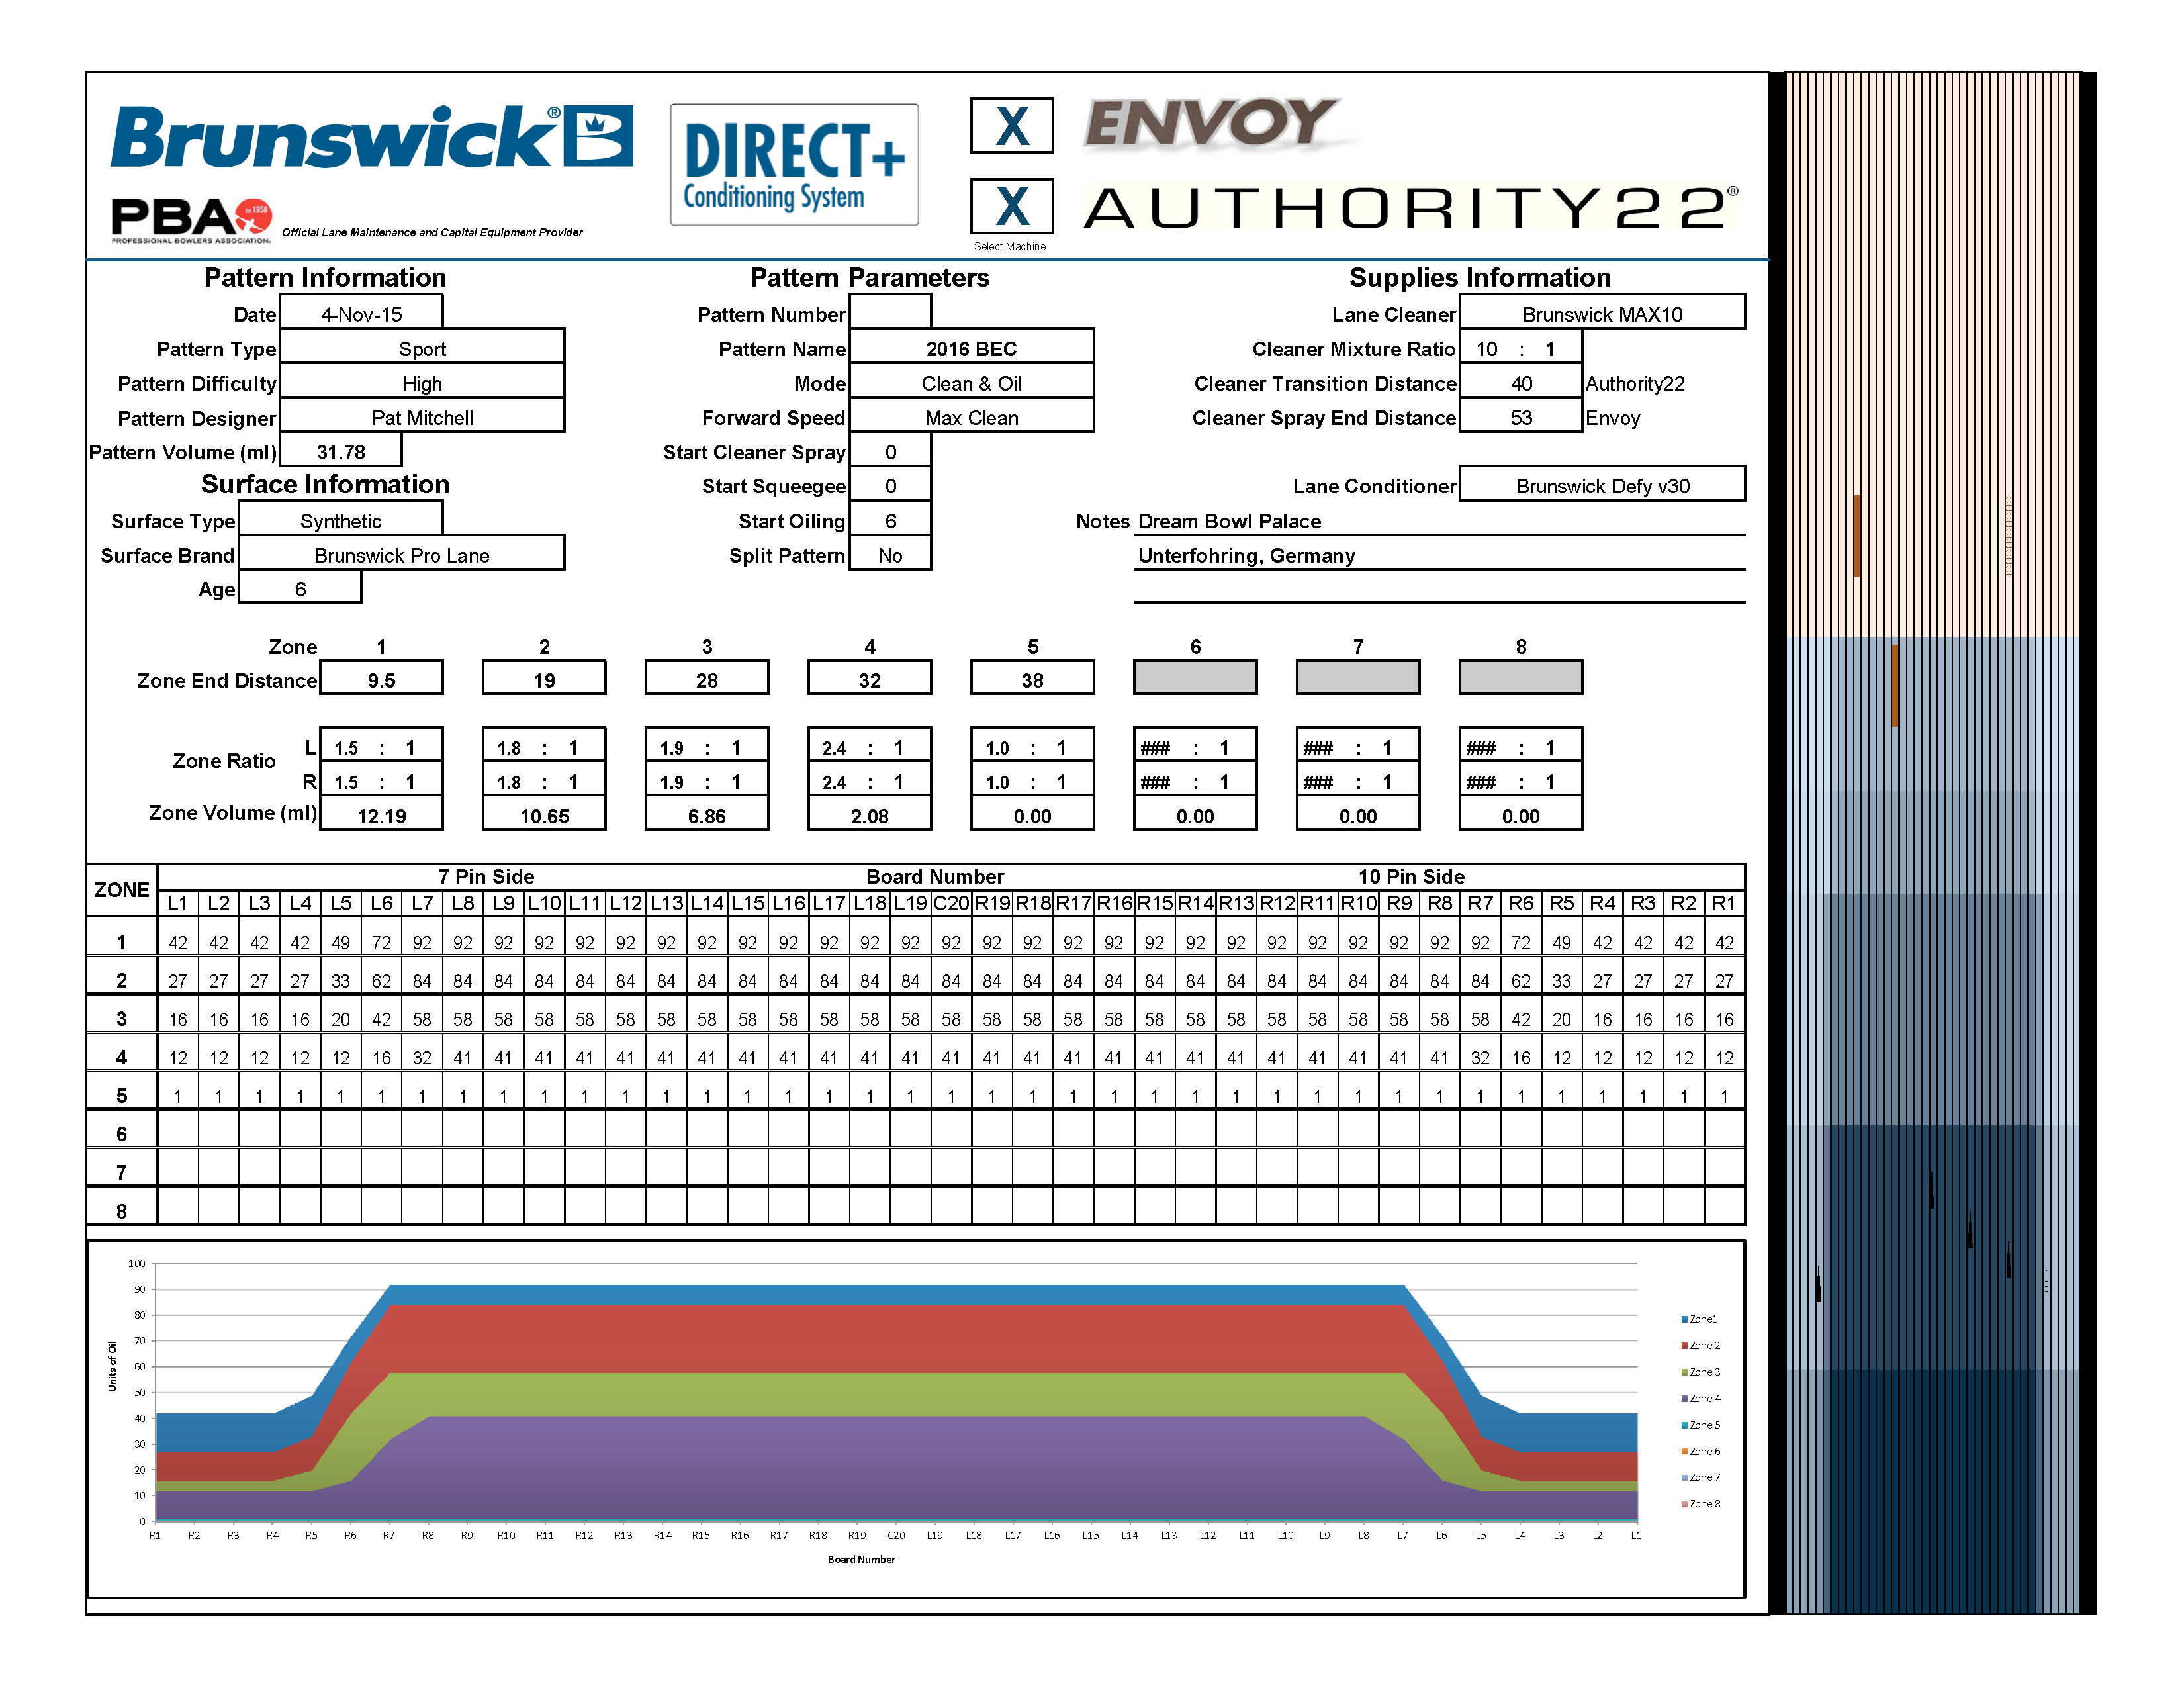 Brunswick® B
DIRECT+
Conditioning System
X ENVOY
PBA est. 1958
PROFESSIONAL BOWLERS ASSOCIATION.
Official Lane Maintenance and Capital Equipment Provider
X AUTHORITY22®
Select Machine
Pattern Information Pattern Parameters Supplies Information
Date 4-Nov-15 Pattern Number Lane Cleaner Brunswick MAX10
Pattern Type Sport Pattern Name 2016 BEC Cleaner Mixture Ratio 10 : 1
Pattern Difficulty High Mode Clean & Oil Cleaner Transition Distance 40 Authority22
Pattern Designer Pat Mitchell Forward Speed Max Clean Cleaner Spray End Distance 53 Envoy
Pattern Volume (ml) 31.78 Start Cleaner Spray 0
Surface Information Start Squeegee 0 Lane Conditioner Brunswick Defy v30
Surface Type Synthetic Start Oiling 6 Notes Dream Bowl Palace
Surface Brand Brunswick Pro Lane Split Pattern No Unterfohring, Germany
Age 6
Zone 1 2 3 4 5 6 7 8
Zone End Distance 9.5 19 28 32 38
Zone Ratio
L 1.5 : 1 1.8 : 1 1.9 : 1 2.4 : 1 1.0 : 1 ### : 1 ### : 1 ### : 1
R 1.5 : 1 1.8 : 1 1.9 : 1 2.4 : 1 1.0 : 1 ### : 1 ### : 1 ### : 1
Zone Volume (ml) 12.19 10.65 6.86 2.08 0.00 0.00 0.00 0.00
ZONE 7 Pin Side Board Number 10 Pin Side
L1 L2 L3 L4 L5 L6 L7 L8 L9 L10 L11 L12 L13 L14 L15 L16 L17 L18 L19 C20 R19 R18 R17 R16 R15 R14 R13 R12 R11 R10 R9 R8 R7 R6 R5 R4 R3 R2 R1
1 42 42 42 42 49 72 92 92 92 92 92 92 92 92 92 92 92 92 92 92 92 92 92 92 92 92 92 92 92 92 92 92 92 72 49 42 42 42 42
2 27 27 27 27 33 62 84 84 84 84 84 84 84 84 84 84 84 84 84 84 84 84 84 84 84 84 84 84 84 84 84 84 84 62 33 27 27 27 27
3 16 16 16 16 20 42 58 58 58 58 58 58 58 58 58 58 58 58 58 58 58 58 58 58 58 58 58 58 58 58 58 58 58 42 20 16 16 16 16
4 12 12 12 12 12 16 32 41 41 41 41 41 41 41 41 41 41 41 41 41 41 41 41 41 41 41 41 41 41 41 41 41 32 16 12 12 12 12 12
5 1 1 1 1 1 1 1 1 1 1 1 1 1 1 1 1 1 1 1 1 1 1 1 1 1 1 1 1 1 1 1 1 1 1 1 1 1 1 1
6
7
8
100
90
80
70
60
50
40
30
20
10
0
Units of Oil
R1 R2 R3 R4 R5 R6 R7 R8 R9 R10 R11 R12 R13 R14 R15 R16 R17 R18 R19 C20 L19 L18 L17 L16 L15 L14 L13 L12 L11 L10 L9 L8 L7 L6 L5 L4 L3 L2 L1
Board Number
Zone1
Zone 2
Zone 3
Zone 4
Zone 5
Zone 6
Zone 7
Zone 8